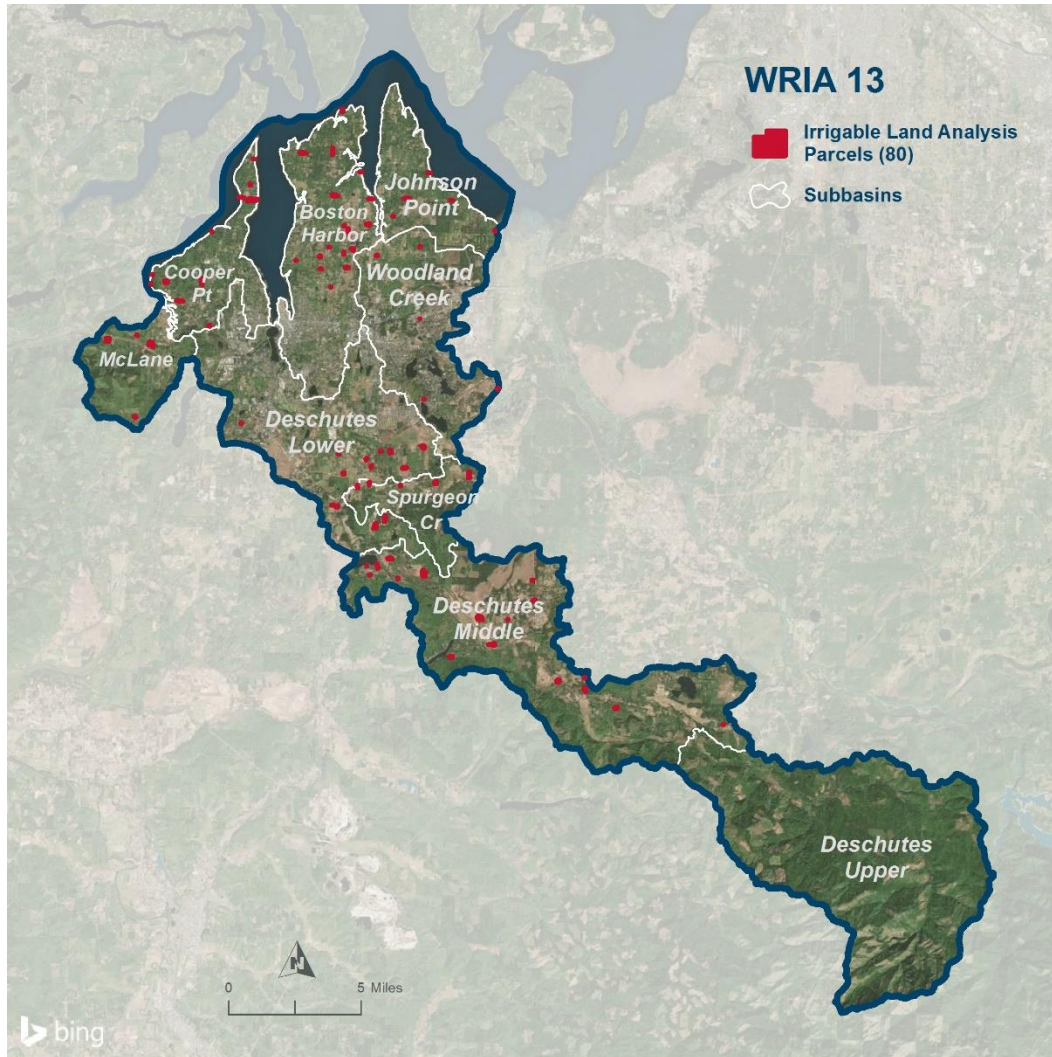 WRIA 13
Irrigable Land Analysis
Parcels (80)
Subbasins
Johnson
Point
Boston
Harbor
Cooper
Pt
Woodland
Creek
McLane
Deschutes
Lower
Spurgeon
Cr
Deschutes
Middle
Deschutes
Upper
N
0 5 Miles
bing